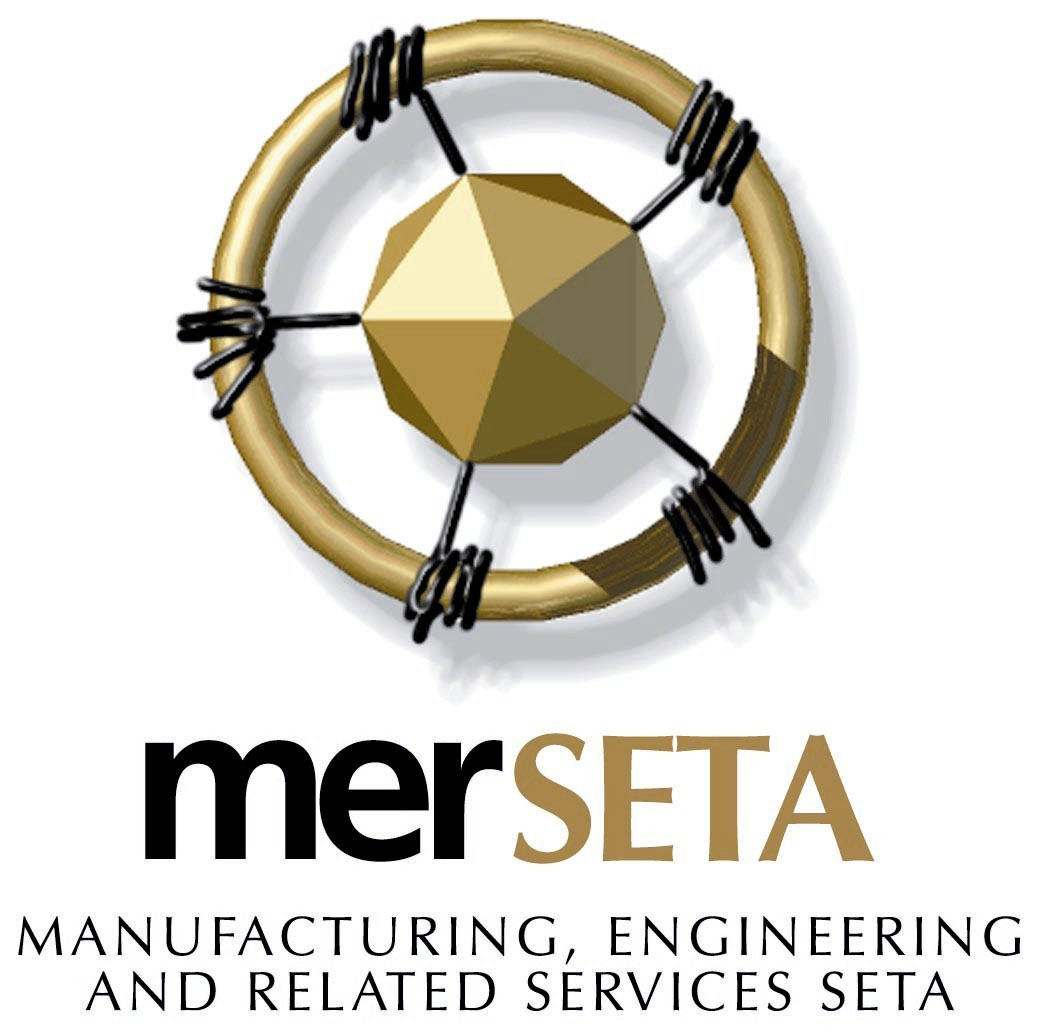 merSETA
MANUFACTURING, ENGINEERING
AND RELATED SERVICES SETA